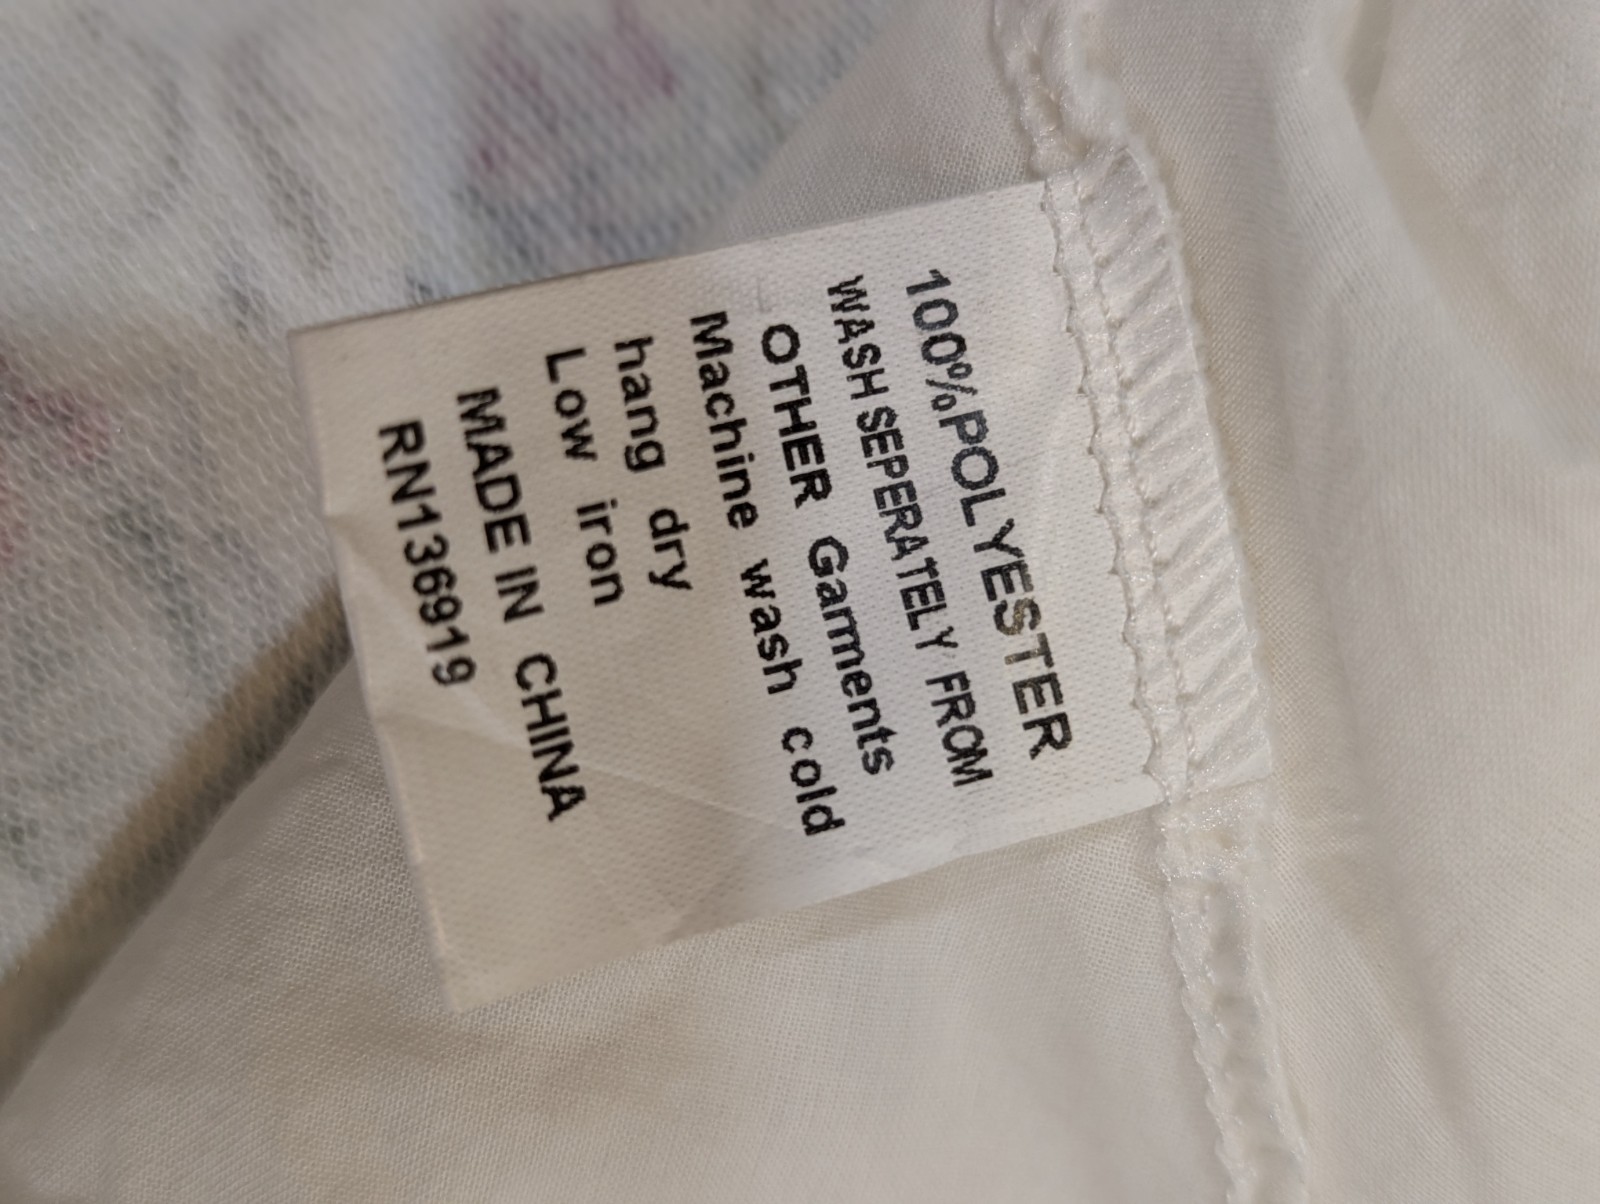 100%POLYESTER
WASH SEPERATELY FROM
OTHER Garments
Machine wash cold
hang dry
Low iron
MADE IN CHINA
RN136919